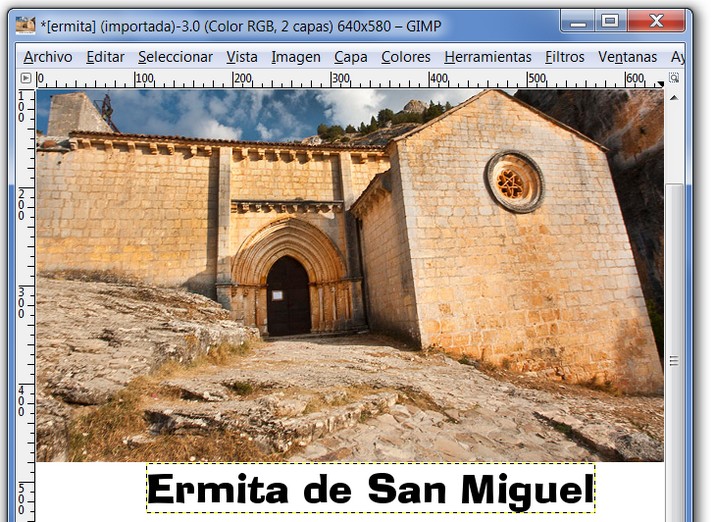 *[ermita] (importada)-3.0 (Color RGB, 2 capas) 640x580 – GIMP
Archivo Editar Seleccionar Vista Imagen Capa Colores Herramientas Filtros Ventanas Ay
0 100 200 300 400 500 600
100
200
300
400
500
Ermita de San Miguel